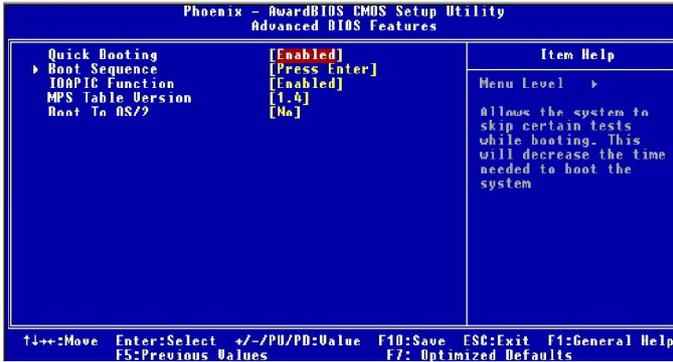 Phoenix - AwardBIOS CMOS Setup Utility
Advanced BIOS Features
Quick Booting [Enabled]
Boot Sequence [Press Enter]
IOAPIC Function [Enabled]
MPS Table Version [1.4]
Boot To OS/2 [No]
Item Help
Menu Level
Allows the system to
skip certain tests
while booting. This
will decrease the time
needed to boot the
system
↑↓→←:Move Enter:Select +/-/PU/PD:Value F10:Save ESC:Exit F1:General Help
F5:Previous Values F7: Optimized Defaults